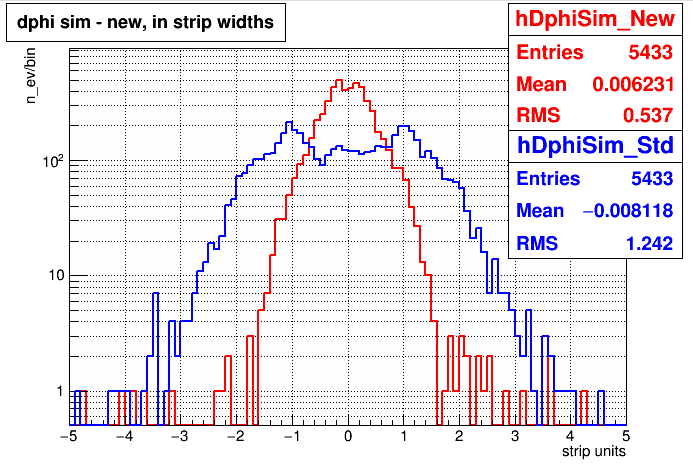 dphi sim - new, in strip widths
hDphiSim_New
Entries 5433
Mean 0.006231
RMS 0.537
hDphiSim_Std
Entries 5433
Mean −0.008118
RMS 1.242
n_ev/bin
10²
10
1
−5 −4 −3 −2 −1 0 1 2 3 4 5
strip units